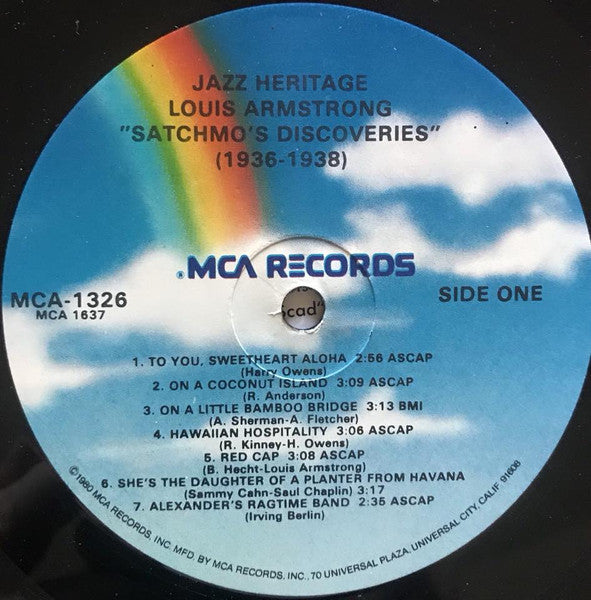 JAZZ HERITAGE
LOUIS ARMSTRONG
"SATCHMO'S DISCOVERIES"
(1936-1938)
MCA RECORDS
MCA-1326
MCA 1637
SIDE ONE
Scad"
1. TO YOU, SWEETHEART ALOHA 2:56 ASCAP
(Harry Owens)
2. ON A COCONUT ISLAND 3:09 ASCAP
(R. Anderson)
3. ON A LITTLE BAMBOO BRIDGE 3:13 BMI
(A. Sherman-A. Fletcher)
4. HAWAIIAN HOSPITALITY 3:06 ASCAP
(R. Kinney-H. Owens)
5. RED CAP 3:08 ASCAP
(B. Hecht-Louis Armstrong)
6. SHE'S THE DAUGHTER OF A PLANTER FROM HAVANA
(Sammy Cahn-Saul Chaplin) 3:17
7. ALEXANDER'S RAGTIME BAND 2:35 ASCAP
(Irving Berlin)
©1980 MCA RECORDS, INC. MFD. BY MCA RECORDS, INC., 70 UNIVERSAL PLAZA, UNIVERSAL CITY, CALIF. 91608